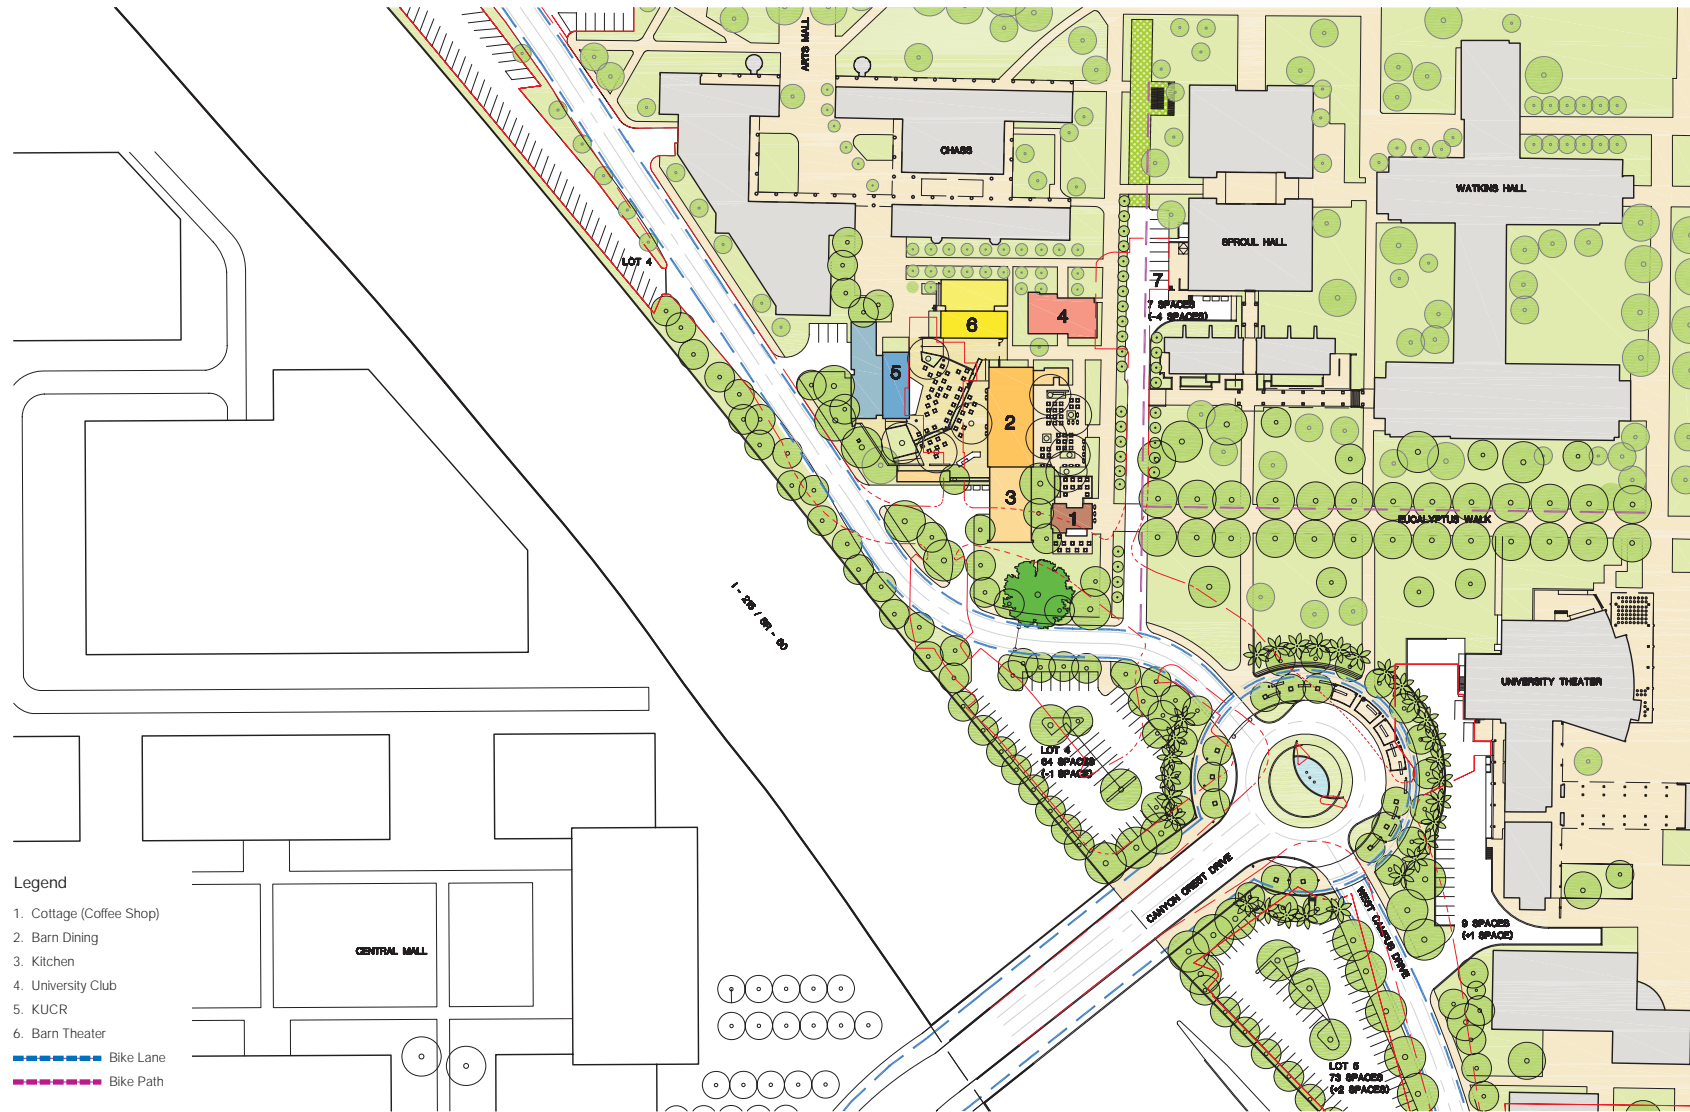 ARTS MALL
CHASS
WATKINS HALL
SPROUL HALL
LOT 4
7
7 SPACES
(-4 SPACES)
6
4
5
2
3
1
EUCALYPTUS WALK
I - 215 / SR - 60
UNIVERSITY THEATER
LOT 4
64 SPACES
(-1 SPACE)
CANYON CREST DRIVE
WEST CAMPUS DRIVE
9 SPACES
(+1 SPACE)
CENTRAL MALL
LOT 5
73 SPACES
(+2 SPACES)
Legend
1. Cottage (Coffee Shop)
2. Barn Dining
3. Kitchen
4. University Club
5. KUCR
6. Barn Theater
Bike Lane
Bike Path